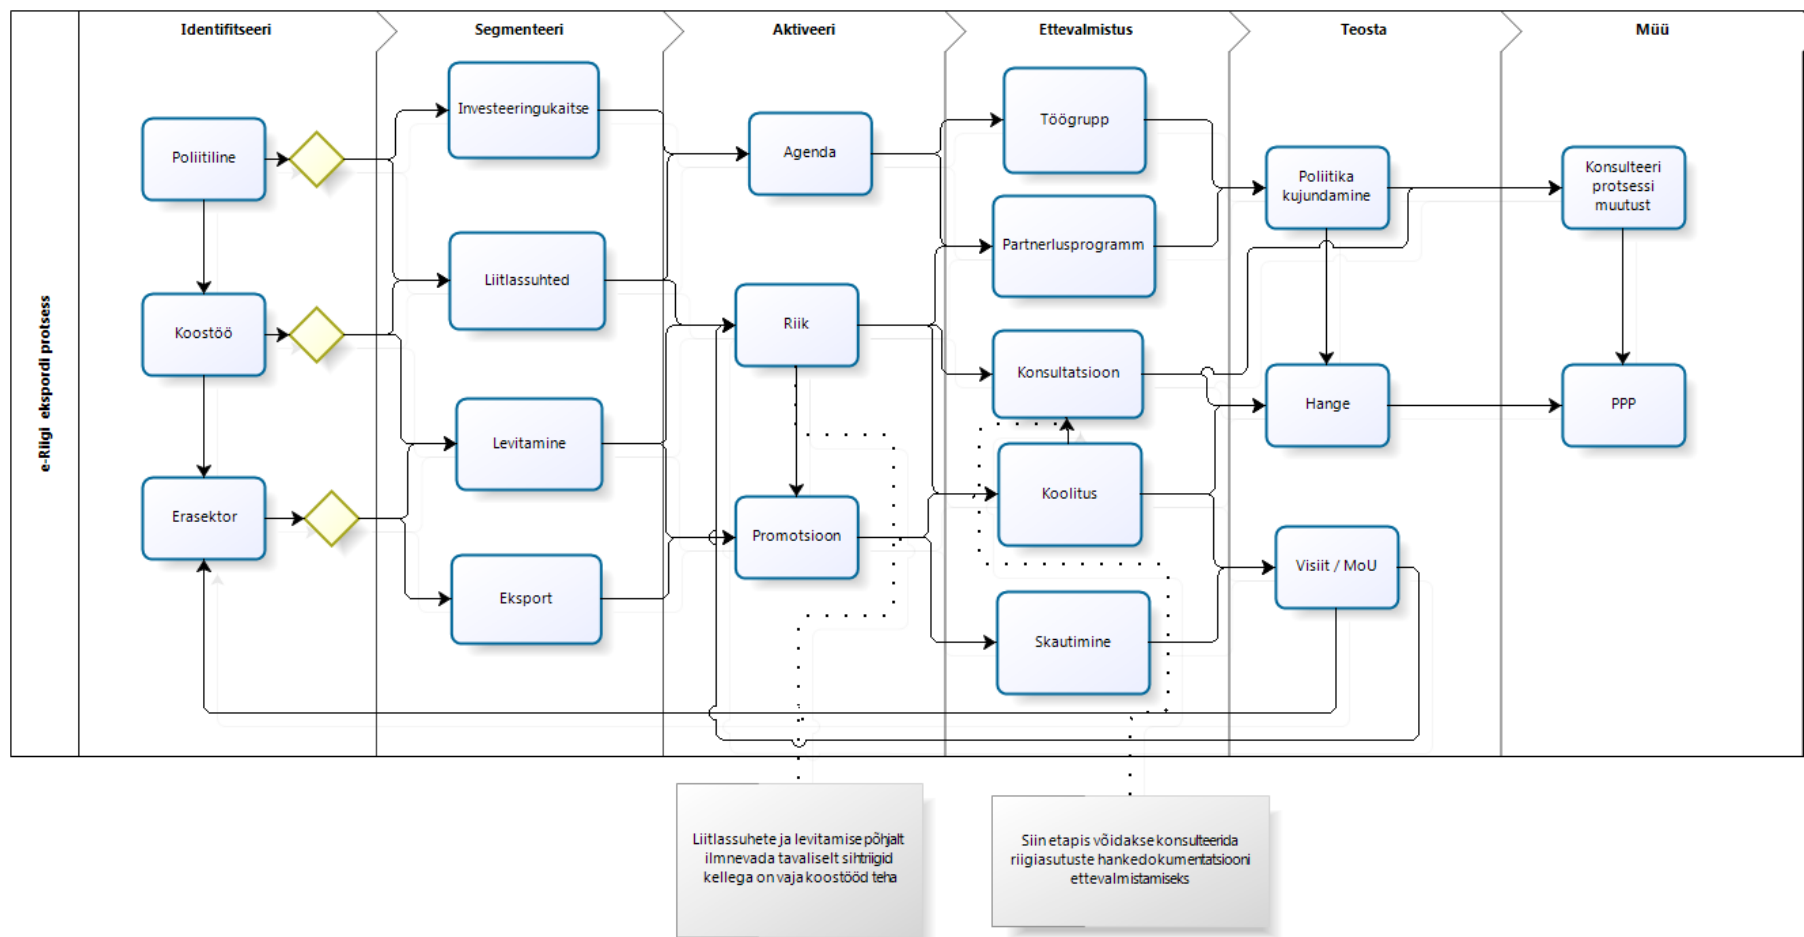 e-Riigi ekspordi protsess
Identifitseeri
Segmenteeri
Aktiveeri
Ettevalmistus
Teosta
Müü
Poliitiline
Koostöö
Erasektor
Investeeringukaitse
Liitlassuhted
Levitamine
Eksport
Agenda
Riik
Promotsioon
Töögrupp
Partnerlusprogramm
Konsultatsioon
Koolitus
Skautimine
Poliitika
kujundamine
Hange
Visiit / MoU
Konsulteeri
protsessi
muutust
PPP
Liitlassuhete ja levitamise põhjalt
ilmnevada tavaliselt sihtriigid
kellega on vaja koostööd teha
Siin etapis võidakse konsulteerida
riigiasutuste hankedokumentatsiooni
ettevalmistamiseks